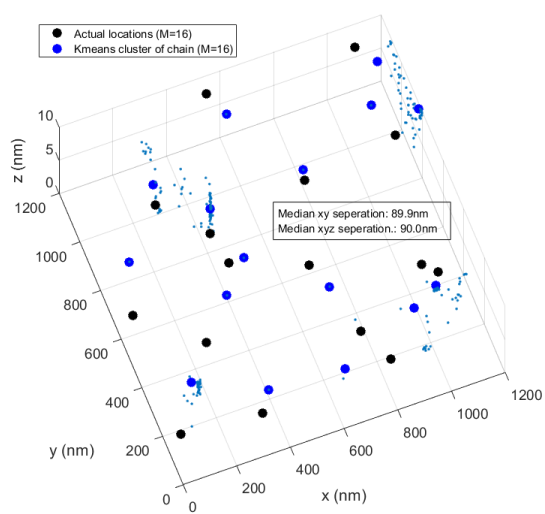 Actual locations (M=16)
Kmeans cluster of chain (M=16)
z (nm)
10
5
0
1200
1000
800
600
400
200
0
y (nm)
Median xy seperation: 89.9nm
Median xyz seperation.: 90.0nm
0
200
400
600
800
1000
1200
x (nm)